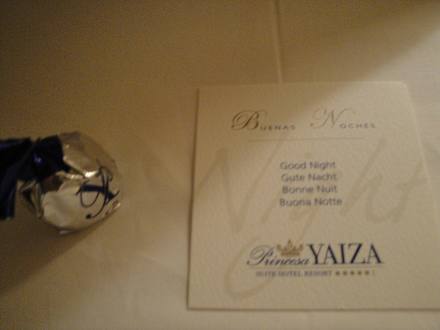 Buenas Noches
Good Night
Gute Nacht
Bonne Nuit
Buona Notte
Princesa YAIZA
SUITE HOTEL RESORT